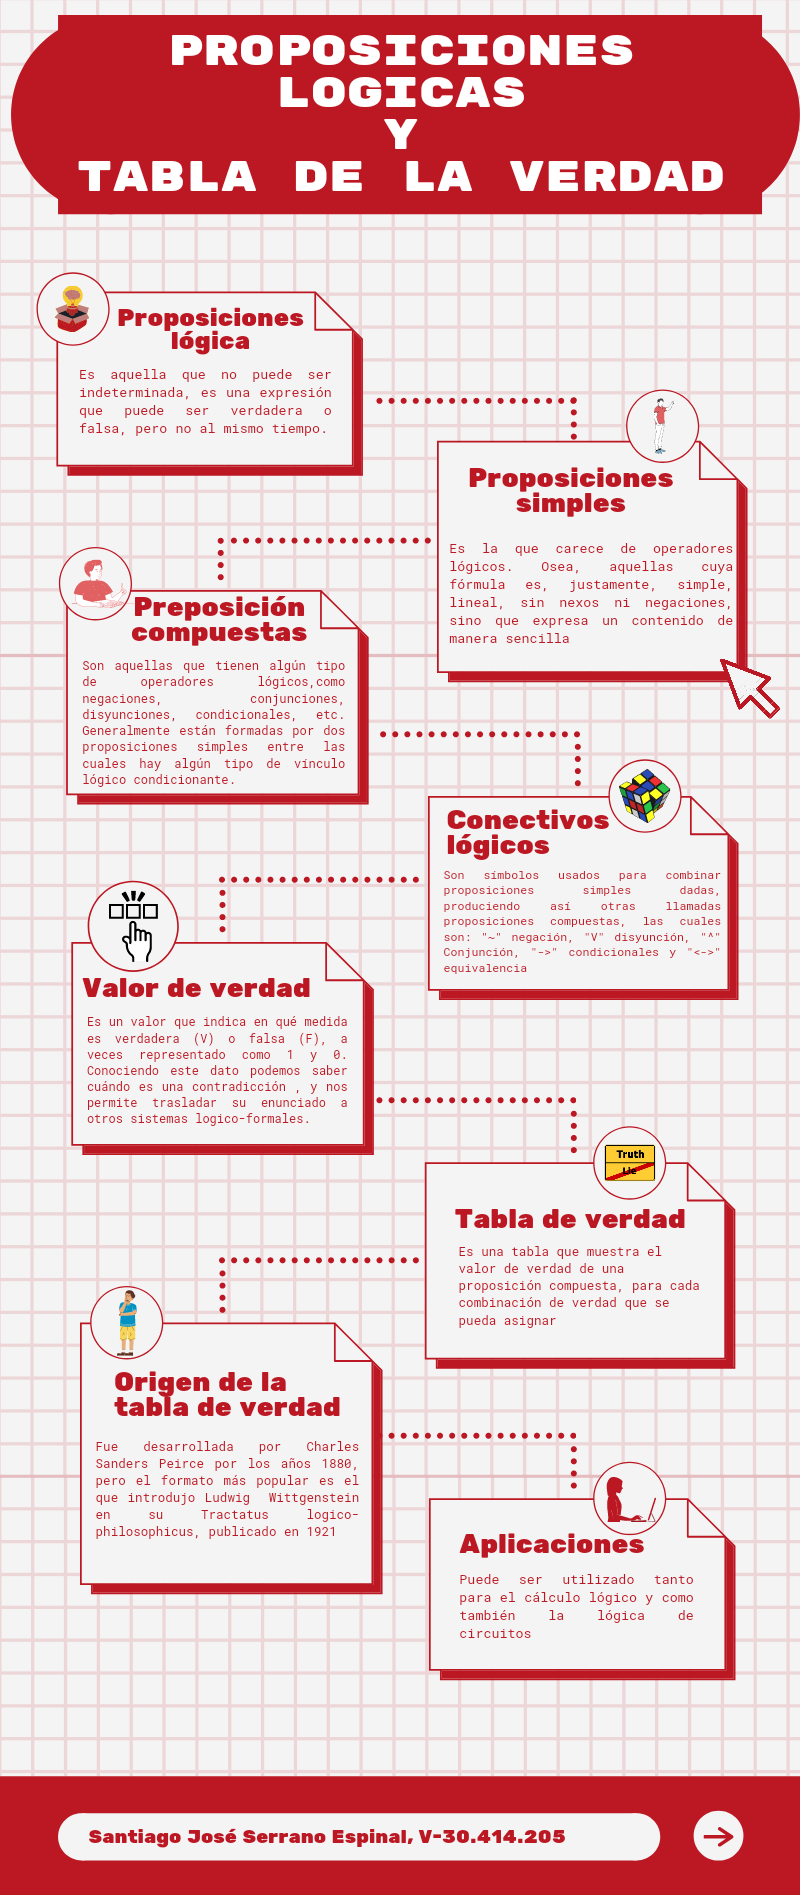 PROPOSICIONES
LOGICAS
Y
TABLA DE LA VERDAD
Proposiciones
lógica
Es aquella que no puede ser
indeterminada, es una expresión
que puede ser verdadera o
falsa, pero no al mismo tiempo.
Proposiciones
simples
Es la que carece de operadores
lógicos. Osea, aquellas cuya
fórmula es, justamente, simple,
lineal, sin nexos ni negaciones,
sino que expresa un contenido de
manera sencilla
Preposición
compuestas
Son aquellas que tienen algún tipo
de operadores lógicos,como
negaciones, conjunciones,
disyunciones, condicionales, etc.
Generalmente están formadas por dos
proposiciones simples entre las
cuales hay algún tipo de vínculo
lógico condicionante.
Conectivos
lógicos
Son símbolos usados para combinar
proposiciones simples dadas,
produciendo así otras llamadas
proposiciones compuestas, las cuales
son: "~" negación, "V" disyunción, "^"
Conjunción, "->" condicionales y "<->"
equivalencia
Valor de verdad
Es un valor que indica en qué medida
es verdadera (V) o falsa (F), a
veces representado como 1 y 0.
Conociendo este dato podemos saber
cuándo es una contradicción , y nos
permite trasladar su enunciado a
otros sistemas logico-formales.
Truth
Lie
Tabla de verdad
Es una tabla que muestra el
valor de verdad de una
proposición compuesta, para cada
combinación de verdad que se
pueda asignar
Origen de la
tabla de verdad
Fue desarrollada por Charles
Sanders Peirce por los años 1880,
pero el formato más popular es el
que introdujo Ludwig Wittgenstein
en su Tractatus logico-
philosophicus, publicado en 1921
Aplicaciones
Puede ser utilizado tanto
para el cálculo lógico y como
también la lógica de
circuitos
Santiago José Serrano Espinal, V-30.414.205